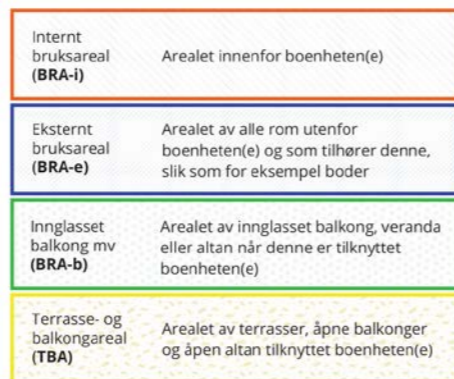 Internt
bruksareal
(BRA-i)
Arealet innenfor boenheten(e)
Eksternt
bruksareal
(BRA-e)
Arealet av alle rom utenfor
boenheten(e) og som tilhører denne,
slik som for eksempel boder
Innglasset
balkong mv
(BRA-b)
Arealet av innglasset balkong, veranda
eller altan når denne er tilknyttet
boenheten(e)
Terrasse- og
balkongareal
(TBA)
Arealet av terrasser, åpne balkonger
og åpen altan tilknyttet boenheten(e)